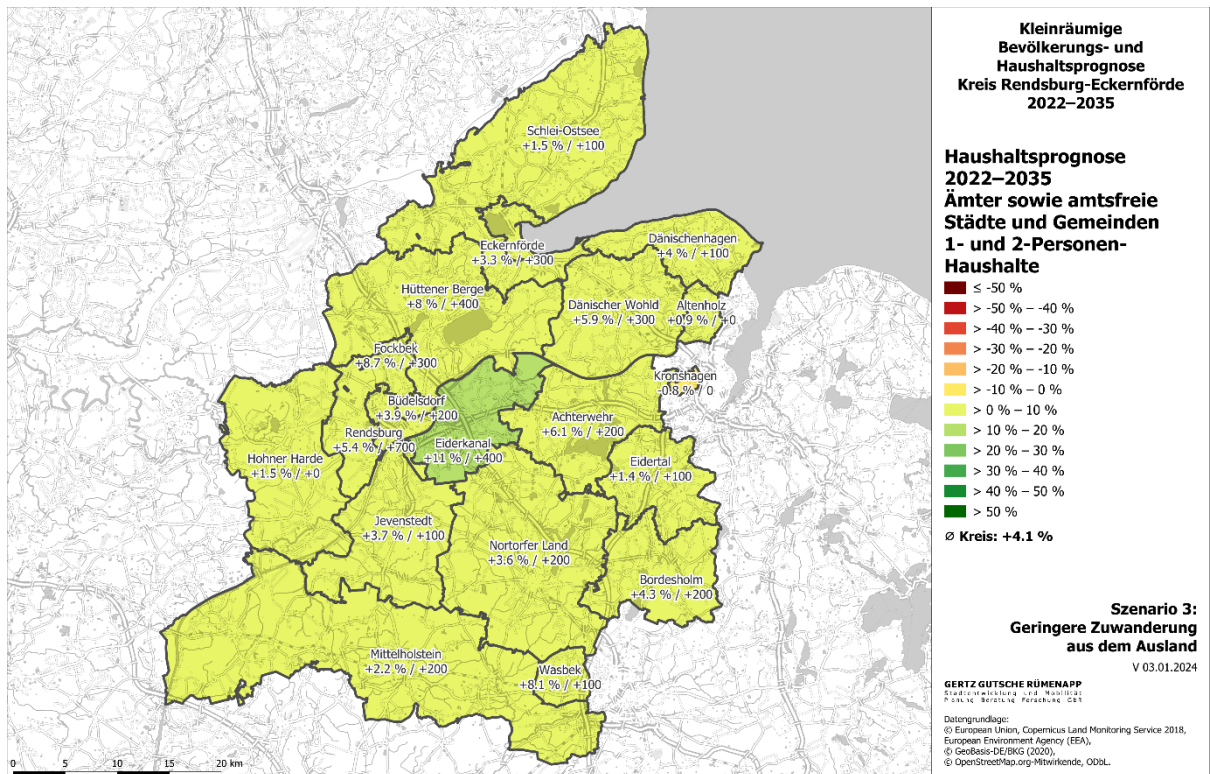 Schlei-Ostsee
+1.5 % / +100
Eckernförde
+3.3 % / +300
Dänischenhagen
+4 % / +100
Hüttener Berge
+8 % / +400
Dänischer Wohld
+5.9 % / +300
Altenholz
+0.9 % / +0
Fockbek
+8.7 % / +300
Kronshagen
-0.8 % / 0
Büdelsdorf
+3.9 % / +200
Achterwehr
+6.1 % / +200
Rendsburg
+5.4 % / +700
Eiderkanal
+11 % / +400
Hohner Harde
+1.5 % / +0
Eidertal
+1.4 % / +100
Jevenstedt
+3.7 % / +100
Nortorfer Land
+3.6 % / +200
Bordesholm
+4.3 % / +200
Mittelholstein
+2.2 % / +200
Wasbek
+8.1 % / +100
0 5 10 15 20 km
Kleinräumige
Bevölkerungs- und
Haushaltsprognose
Kreis Rendsburg-Eckernförde
2022–2035
Haushaltsprognose
2022–2035
Ämter sowie amtsfreie
Städte und Gemeinden
1- und 2-Personen-
Haushalte
≤ -50 %
> -50 % – -40 %
> -40 % – -30 %
> -30 % – -20 %
> -20 % – -10 %
> -10 % – 0 %
> 0 % – 10 %
> 10 % – 20 %
> 20 % – 30 %
> 30 % – 40 %
> 40 % – 50 %
> 50 %
∅ Kreis: +4.1 %
Szenario 3:
Geringere Zuwanderung
aus dem Ausland
V 03.01.2024
GERTZ GUTSCHE RÜMENAPP
Stadtentwicklung und Mobilität
Planung Beratung Forschung GbR
Datengrundlage:
© European Union, Copernicus Land Monitoring Service 2018,
European Environment Agency (EEA),
© GeoBasis-DE/BKG (2020),
© OpenStreetMap.org-Mitwirkende, ODbL.